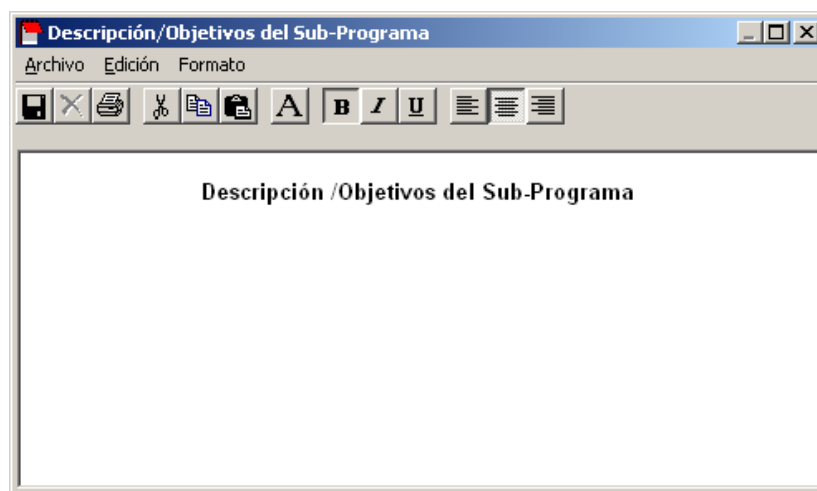 Descripción/Objetivos del Sub-Programa
Archivo Edición Formato
A B I U
Descripción /Objetivos del Sub-Programa